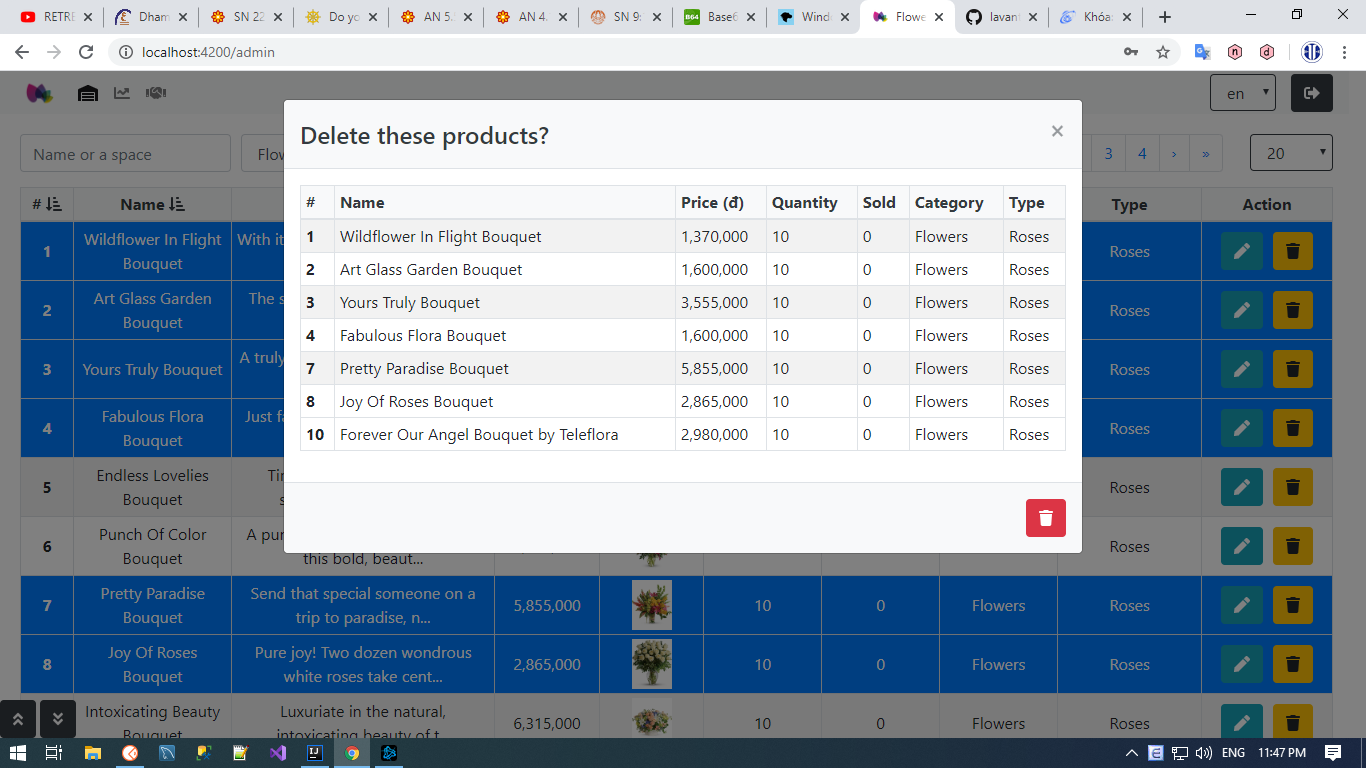 RETRE
Dham
SN 22
Do yo
AN 5.
AN 4.
SN 9:
Base6
Wind
Flowe
lavant
Khóa:
localhost:4200/admin
en
Name or a space
Flow
3 4 › »
20
Delete these products?
×
# Name Price (đ) Quantity Sold Category Type
1 Wildflower In Flight Bouquet 1,370,000 10 0 Flowers Roses
2 Art Glass Garden Bouquet 1,600,000 10 0 Flowers Roses
3 Yours Truly Bouquet 3,555,000 10 0 Flowers Roses
4 Fabulous Flora Bouquet 1,600,000 10 0 Flowers Roses
7 Pretty Paradise Bouquet 5,855,000 10 0 Flowers Roses
8 Joy Of Roses Bouquet 2,865,000 10 0 Flowers Roses
10 Forever Our Angel Bouquet by Teleflora 2,980,000 10 0 Flowers Roses
# Name Type Action
1 Wildflower In Flight With it Roses
Bouquet
2 Art Glass Garden The s Roses
Bouquet
3 Yours Truly Bouquet A truly Roses
4 Fabulous Flora Just fa Roses
Bouquet
5 Endless Lovelies Tim Roses
Bouquet s
6 Punch Of Color A pur Roses
Bouquet this bold, beaut...
7 Pretty Paradise Send that special someone on a 5,855,000 10 0 Flowers Roses
Bouquet trip to paradise, n...
8 Joy Of Roses Pure joy! Two dozen wondrous 2,865,000 10 0 Flowers Roses
Bouquet white roses take cent...
Intoxicating Beauty Luxuriate in the natural, 6,315,000 10 0 Flowers Roses
Bouquet intoxicating beauty of t
ENG 11:47 PM